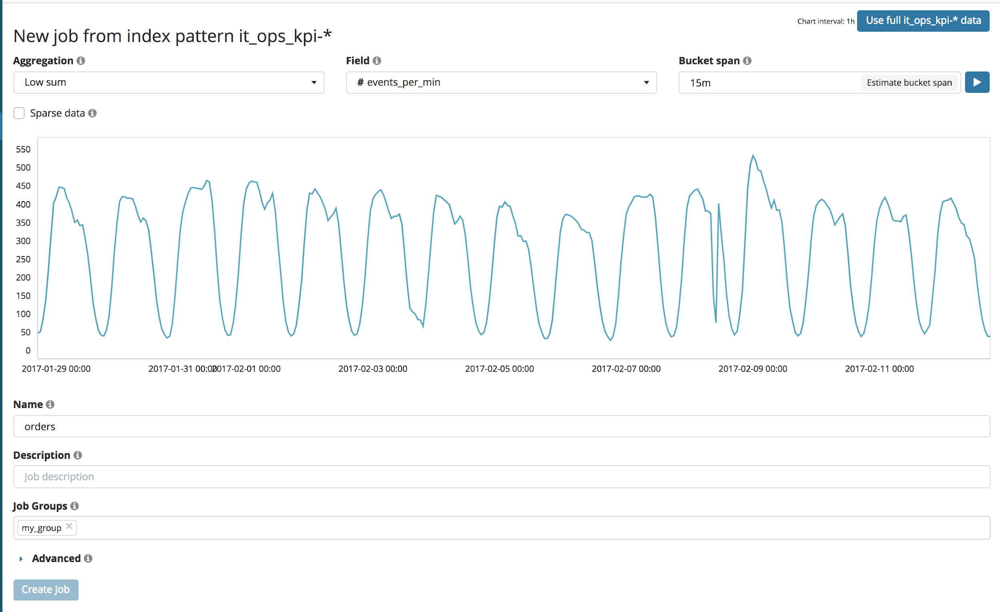 Chart interval: 1h Use full it_ops_kpi-* data
New job from index pattern it_ops_kpi-*
Aggregation Field Bucket span
Low sum # events_per_min 15m Estimate bucket span
Sparse data
550
500
450
400
350
300
250
200
150
100
50
0
2017-01-29 00:00 2017-01-31 00:00 2017-02-01 00:00 2017-02-03 00:00 2017-02-05 00:00 2017-02-07 00:00 2017-02-09 00:00 2017-02-11 00:00
Name
orders
Description
Job description
Job Groups
my_group
Advanced
Create Job